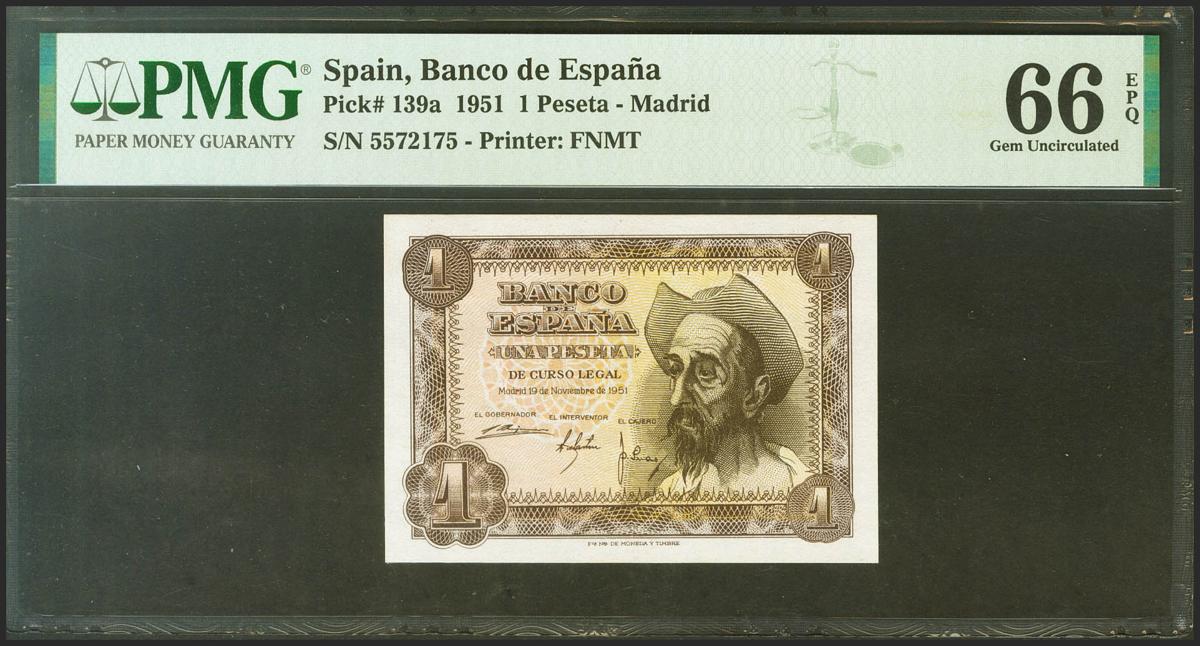 PMG®
PAPER MONEY GUARANTY
Spain, Banco de España
Pick# 139a 1951 1 Peseta - Madrid
S/N 5572175 - Printer: FNMT
66
EPQ
Gem Uncirculated
1
1
BANCO
DE
ESPAÑA
UNA PESETA
DE CURSO LEGAL
Madrid 19 de Noviembre de 1951
EL GOBERNADOR EL INTERVENTOR EL CAJERO
1
1
DE MONEDA Y TIMBRE